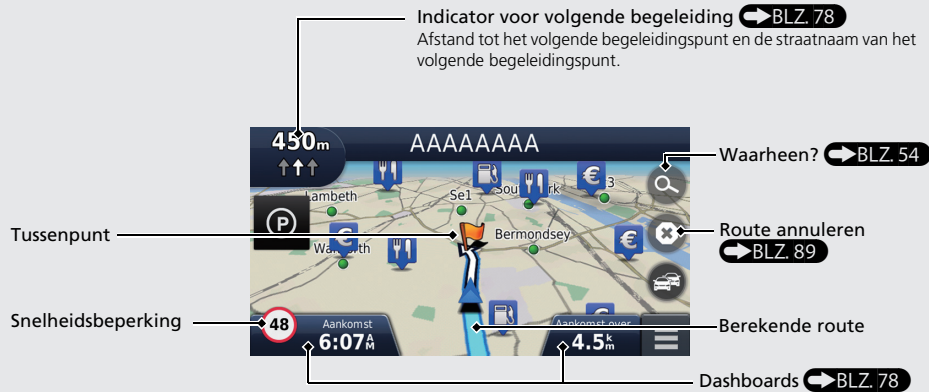 Indicator voor volgende begeleiding BLZ. 78
Afstand tot het volgende begeleidingspunt en de straatnaam van het
volgende begeleidingspunt.
450m
AAAAAAAA
Waarheen? BLZ. 54
Lambeth
Se1
3
P
Tussenpunt
Bermondsey
Route annuleren
BLZ. 89
Snelheidsbeperking
48
Aankomst
6:07AM
Aankomst over
4.5km
Berekende route
Dashboards BLZ. 78